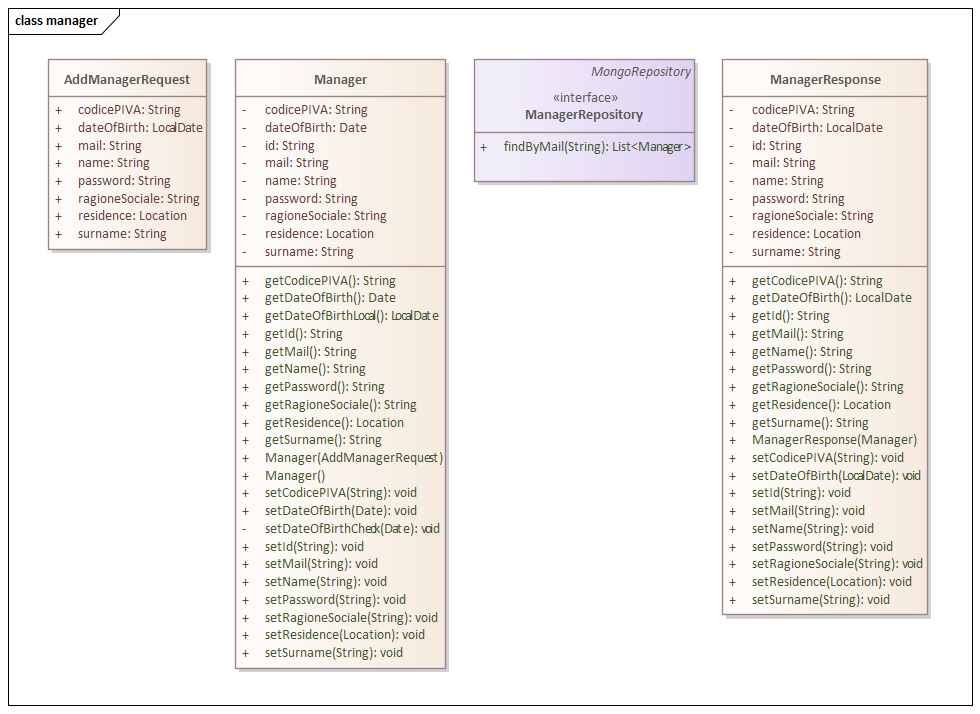 class manager
AddManagerRequest
+ codicePIVA: String
+ dateOfBirth: LocalDate
+ mail: String
+ name: String
+ password: String
+ ragioneSociale: String
+ residence: Location
+ surname: String
Manager
- codicePIVA: String
- dateOfBirth: Date
- id: String
- mail: String
- name: String
- password: String
- ragioneSociale: String
- residence: Location
- surname: String
+ getCodicePIVA(): String
+ getDateOfBirth(): Date
+ getDateOfBirthLocal(): LocalDate
+ getId(): String
+ getMail(): String
+ getName(): String
+ getPassword(): String
+ getRagioneSociale(): String
+ getResidence(): Location
+ getSurname(): String
+ Manager(AddManagerRequest)
+ Manager()
+ setCodicePIVA(String): void
+ setDateOfBirth(Date): void
- setDateOfBirthCheck(Date): void
+ setId(String): void
+ setMail(String): void
+ setName(String): void
+ setPassword(String): void
+ setRagioneSociale(String): void
+ setResidence(Location): void
+ setSurname(String): void
MongoRepository
«interface»
ManagerRepository
+ findByMail(String): List<Manager>
ManagerResponse
- codicePIVA: String
- dateOfBirth: LocalDate
- id: String
- mail: String
- name: String
- password: String
- ragioneSociale: String
- residence: Location
- surname: String
+ getCodicePIVA(): String
+ getDateOfBirth(): LocalDate
+ getId(): String
+ getMail(): String
+ getName(): String
+ getPassword(): String
+ getRagioneSociale(): String
+ getResidence(): Location
+ getSurname(): String
+ ManagerResponse(Manager)
+ setCodicePIVA(String): void
+ setDateOfBirth(LocalDate): void
+ setId(String): void
+ setMail(String): void
+ setName(String): void
+ setPassword(String): void
+ setRagioneSociale(String): void
+ setResidence(Location): void
+ setSurname(String): void